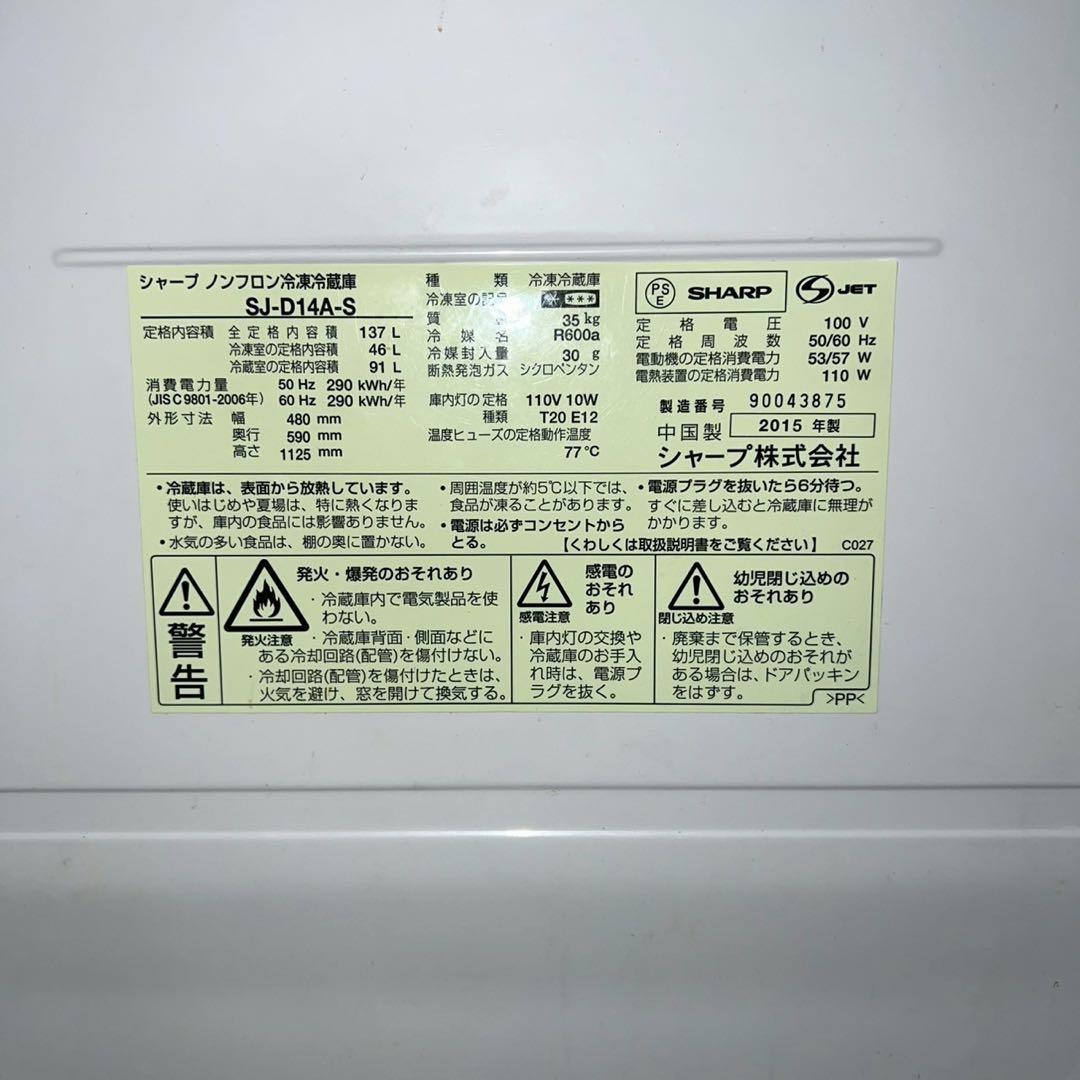 シャープ ノンフロン冷凍冷蔵庫
SJ-D14A-S
定格内容積 全定格内容積 137 L
冷凍室の定格内容積 46 L
冷蔵室の定格内容積 91 L
消費電力量 50 Hz 290 kWh/年
(JIS C 9801-2006年) 60 Hz 290 kWh/年
外形寸法 幅 480 mm
奥行 590 mm
高さ 1125 mm
種類 冷凍冷蔵庫
冷凍室の記号 ***
質量 35 kg
冷媒名 R600a
冷媒封入量 30 g
断熱発泡ガス シクロペンタン
庫内灯の定格 110V 10W
種類 T20 E12
温度ヒューズの定格動作温度
77℃
PSE SHARP S JET
定格電圧 100 V
定格周波数 50/60 Hz
電動機の定格消費電力 53/57 W
電熱装置の定格消費電力 110 W
製造番号 90043875
中国製 2015 年製
シャープ株式会社
・冷蔵庫は、表面から放熱しています。
使いはじめや夏場は、特に熱くなりま
すが、庫内の食品には影響ありません。
・水気の多い食品は、棚の奥に置かない。
・周囲温度が約5℃以下では、
食品が凍ることがあります。
・電源は必ずコンセントから
とる。
・電源プラグを抜いたら6分待つ。
すぐに差し込むと冷蔵庫に無理が
かかります。
【くわしくは取扱説明書をご覧ください】 C027
警告
発火注意
発火・爆発のおそれあり
・冷蔵庫内で電気製品を使
わない。
・冷蔵庫背面・側面などに
ある冷却回路(配管)を傷付けない。
・冷却回路(配管)を傷付けたときは、
火気を避け、窓を開けて換気する。
感電注意
感電の
おそれ
あり
・庫内灯の交換や
冷蔵庫のお手入
れ時は、電源プ
ラグを抜く。
閉じ込め注意
幼児閉じ込めの
おそれあり
・廃棄まで保管するとき、
幼児閉じ込めのおそれが
ある場合は、ドアパッキン
をはずす。
>PP<